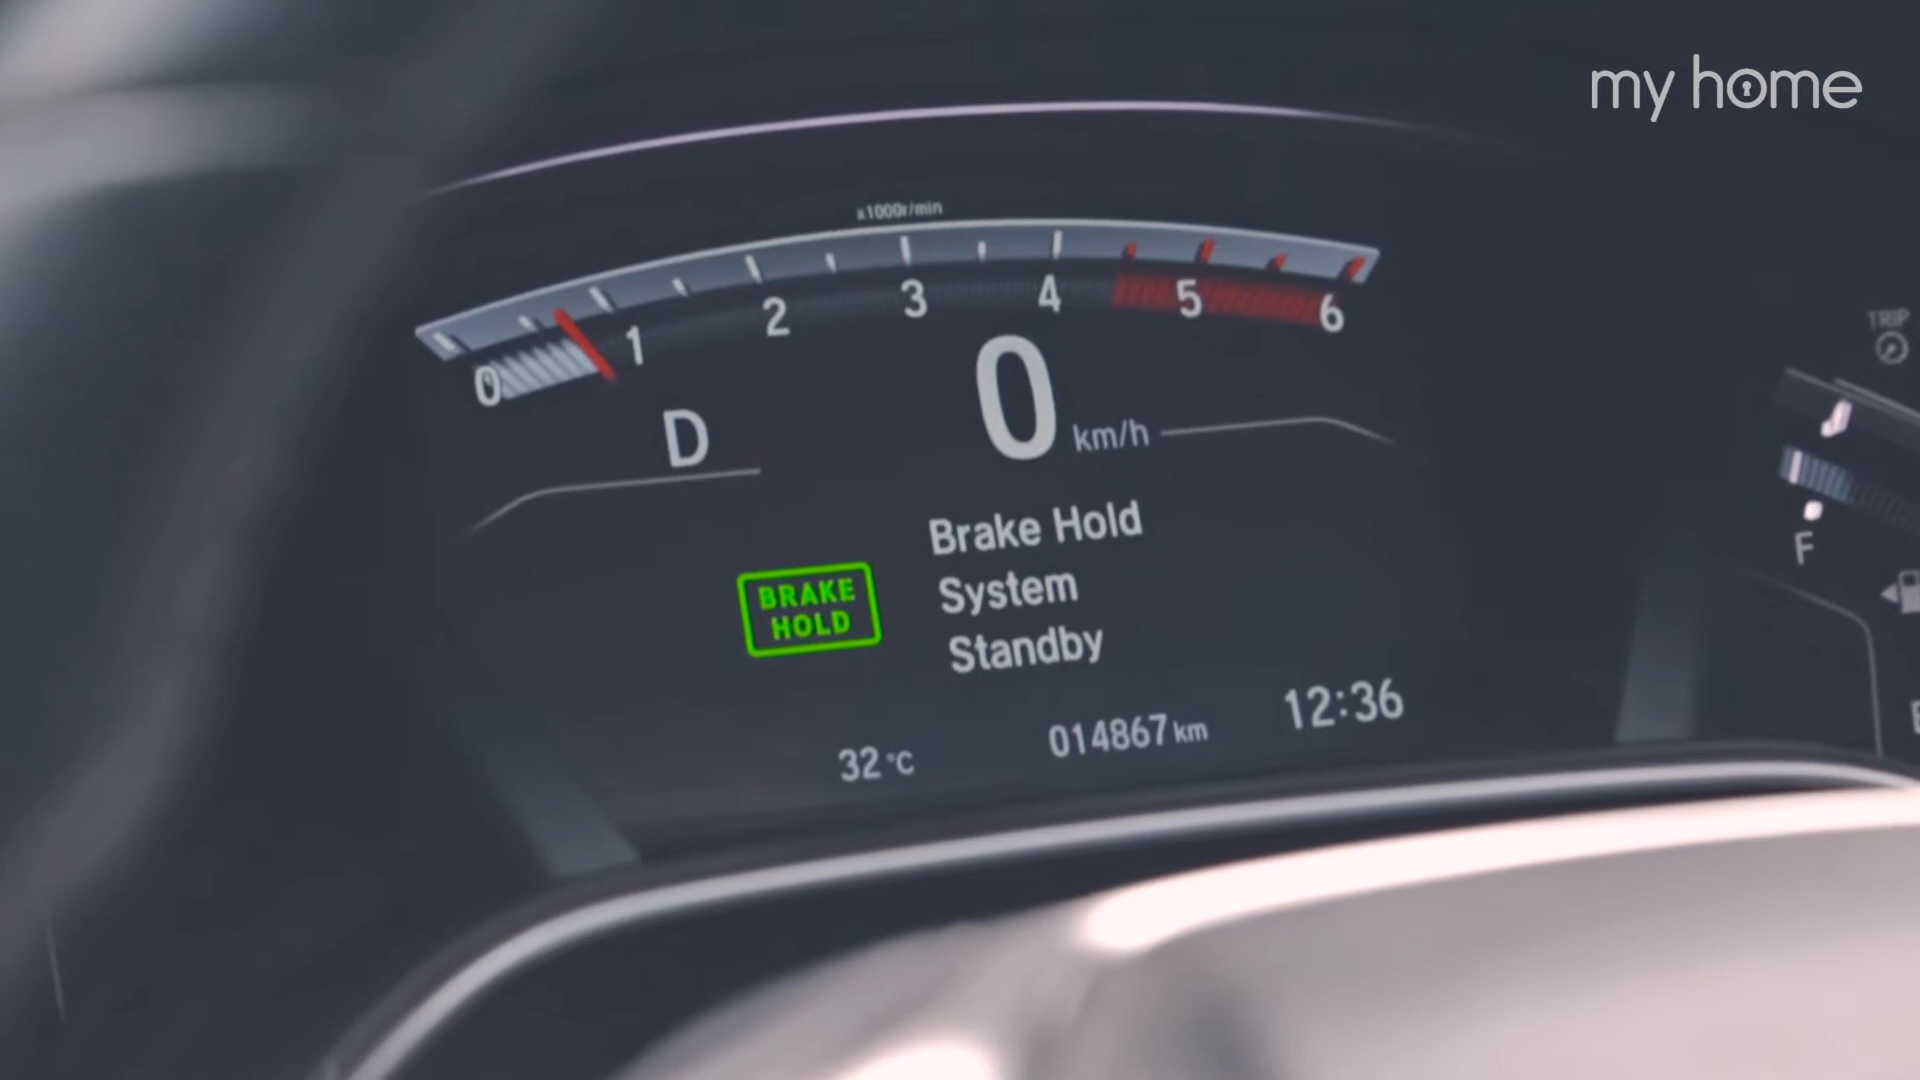 my home
x1000r/min
0 1 2 3 4 5 6
D
0 km/h
BRAKE
HOLD
Brake Hold
System
Standby
32 °C
014867 km
12:36
TRIP
F